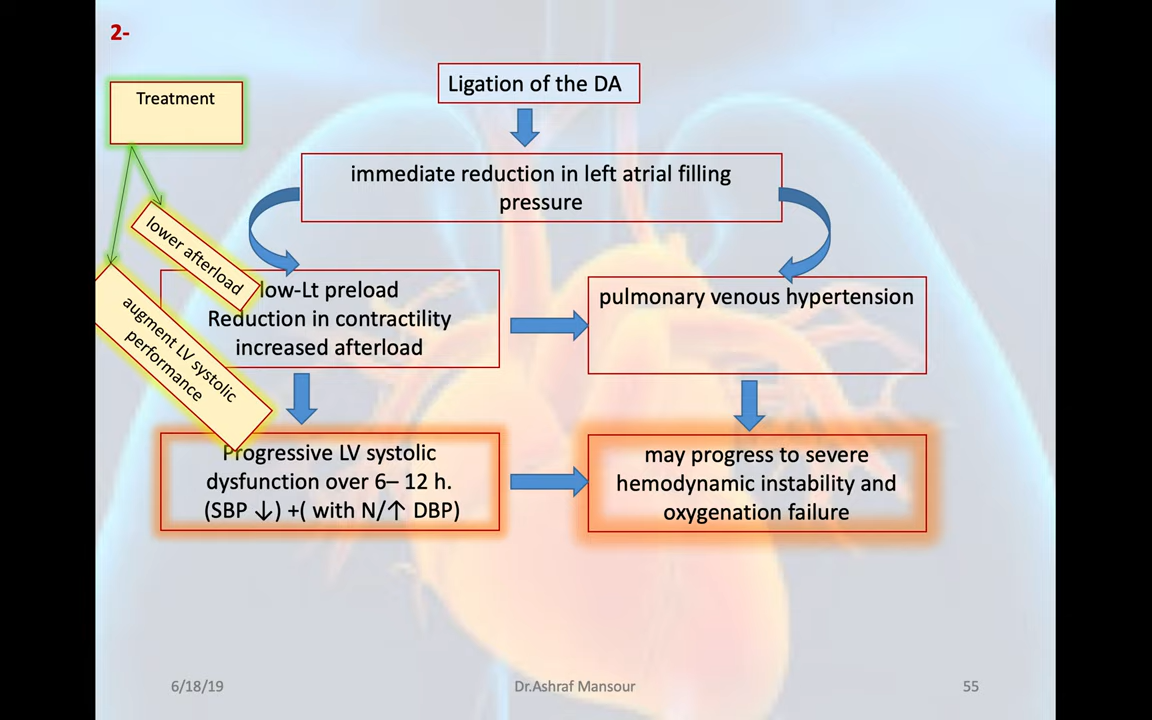 2-
Treatment
Ligation of the DA
immediate reduction in left atrial filling
pressure
lower afterload
augment LV systolic
performance
low-Lt preload
Reduction in contractility
increased afterload
pulmonary venous hypertension
Progressive LV systolic
dysfunction over 6– 12 h.
(SBP ↓) +( with N/↑ DBP)
may progress to severe
hemodynamic instability and
oxygenation failure
6/18/19
Dr.Ashraf Mansour
55